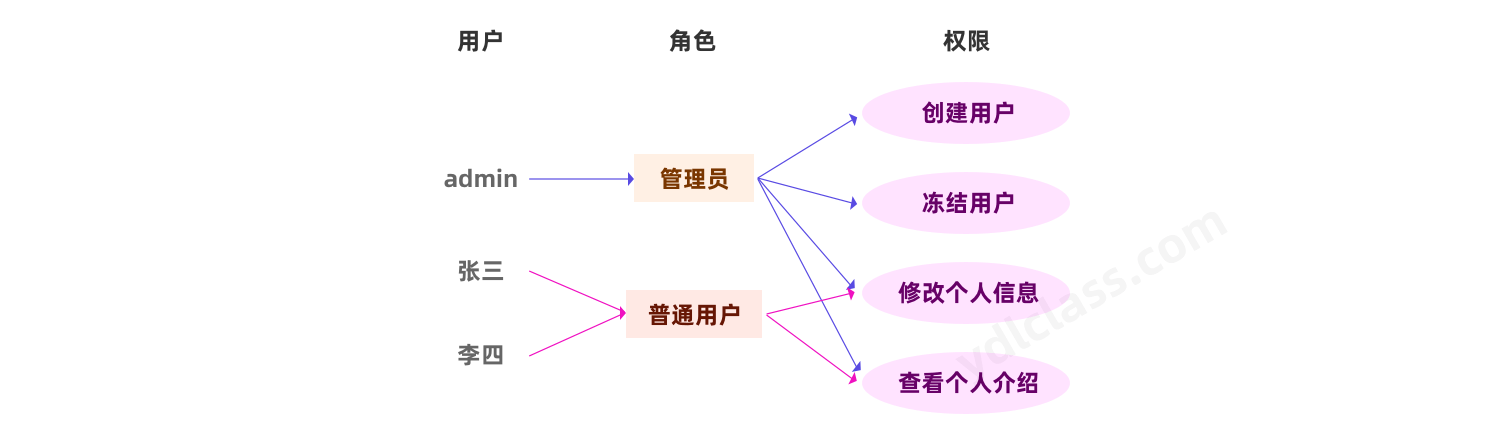 用户 角色 权限
创建用户
admin 管理员
冻结用户
张三
修改个人信息
普通用户
李四
查看个人介绍
vdlclass.com